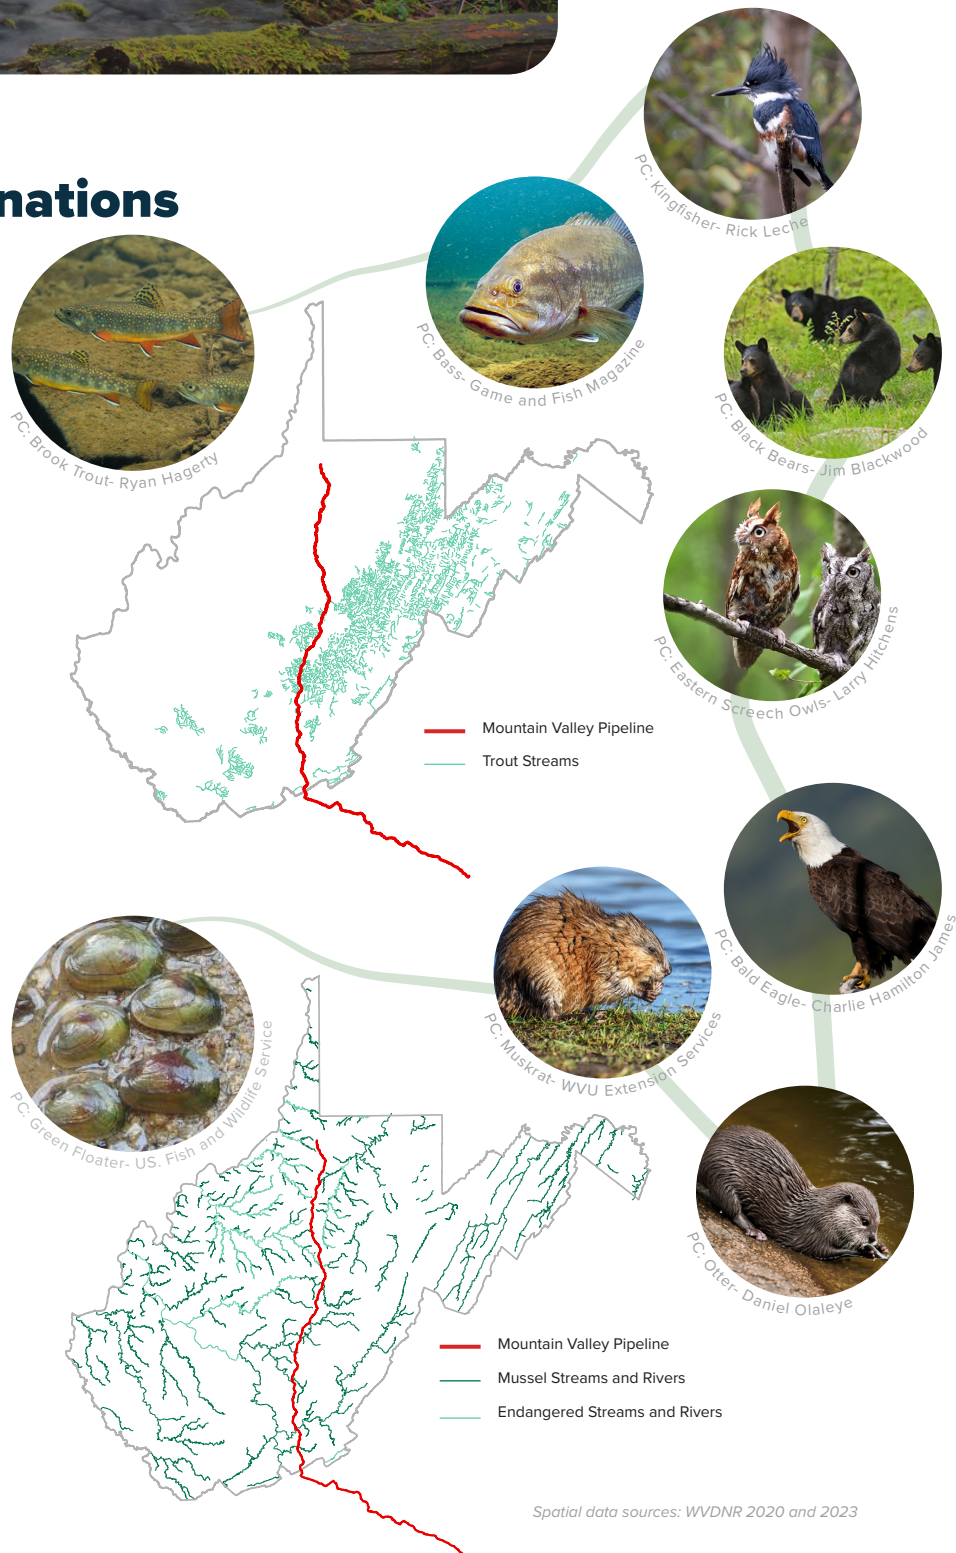 nations
PC: Kingfisher- Rick Leche
PC: Bass- Game and Fish Magazine
PC: Brook Trout- Ryan Hagerty
PC: Black Bears- Jim Blackwood
PC: Eastern Screech Owls- Larry Hitchens
Mountain Valley Pipeline
Trout Streams
PC: Bald Eagle- Charlie Hamilton James
PC: Muskrat- WVU Extension Services
PC: Green Floater- US. Fish and Wildlife Service
PC: Otter- Daniel Olaleye
Mountain Valley Pipeline
Mussel Streams and Rivers
Endangered Streams and Rivers
Spatial data sources: WVDNR 2020 and 2023